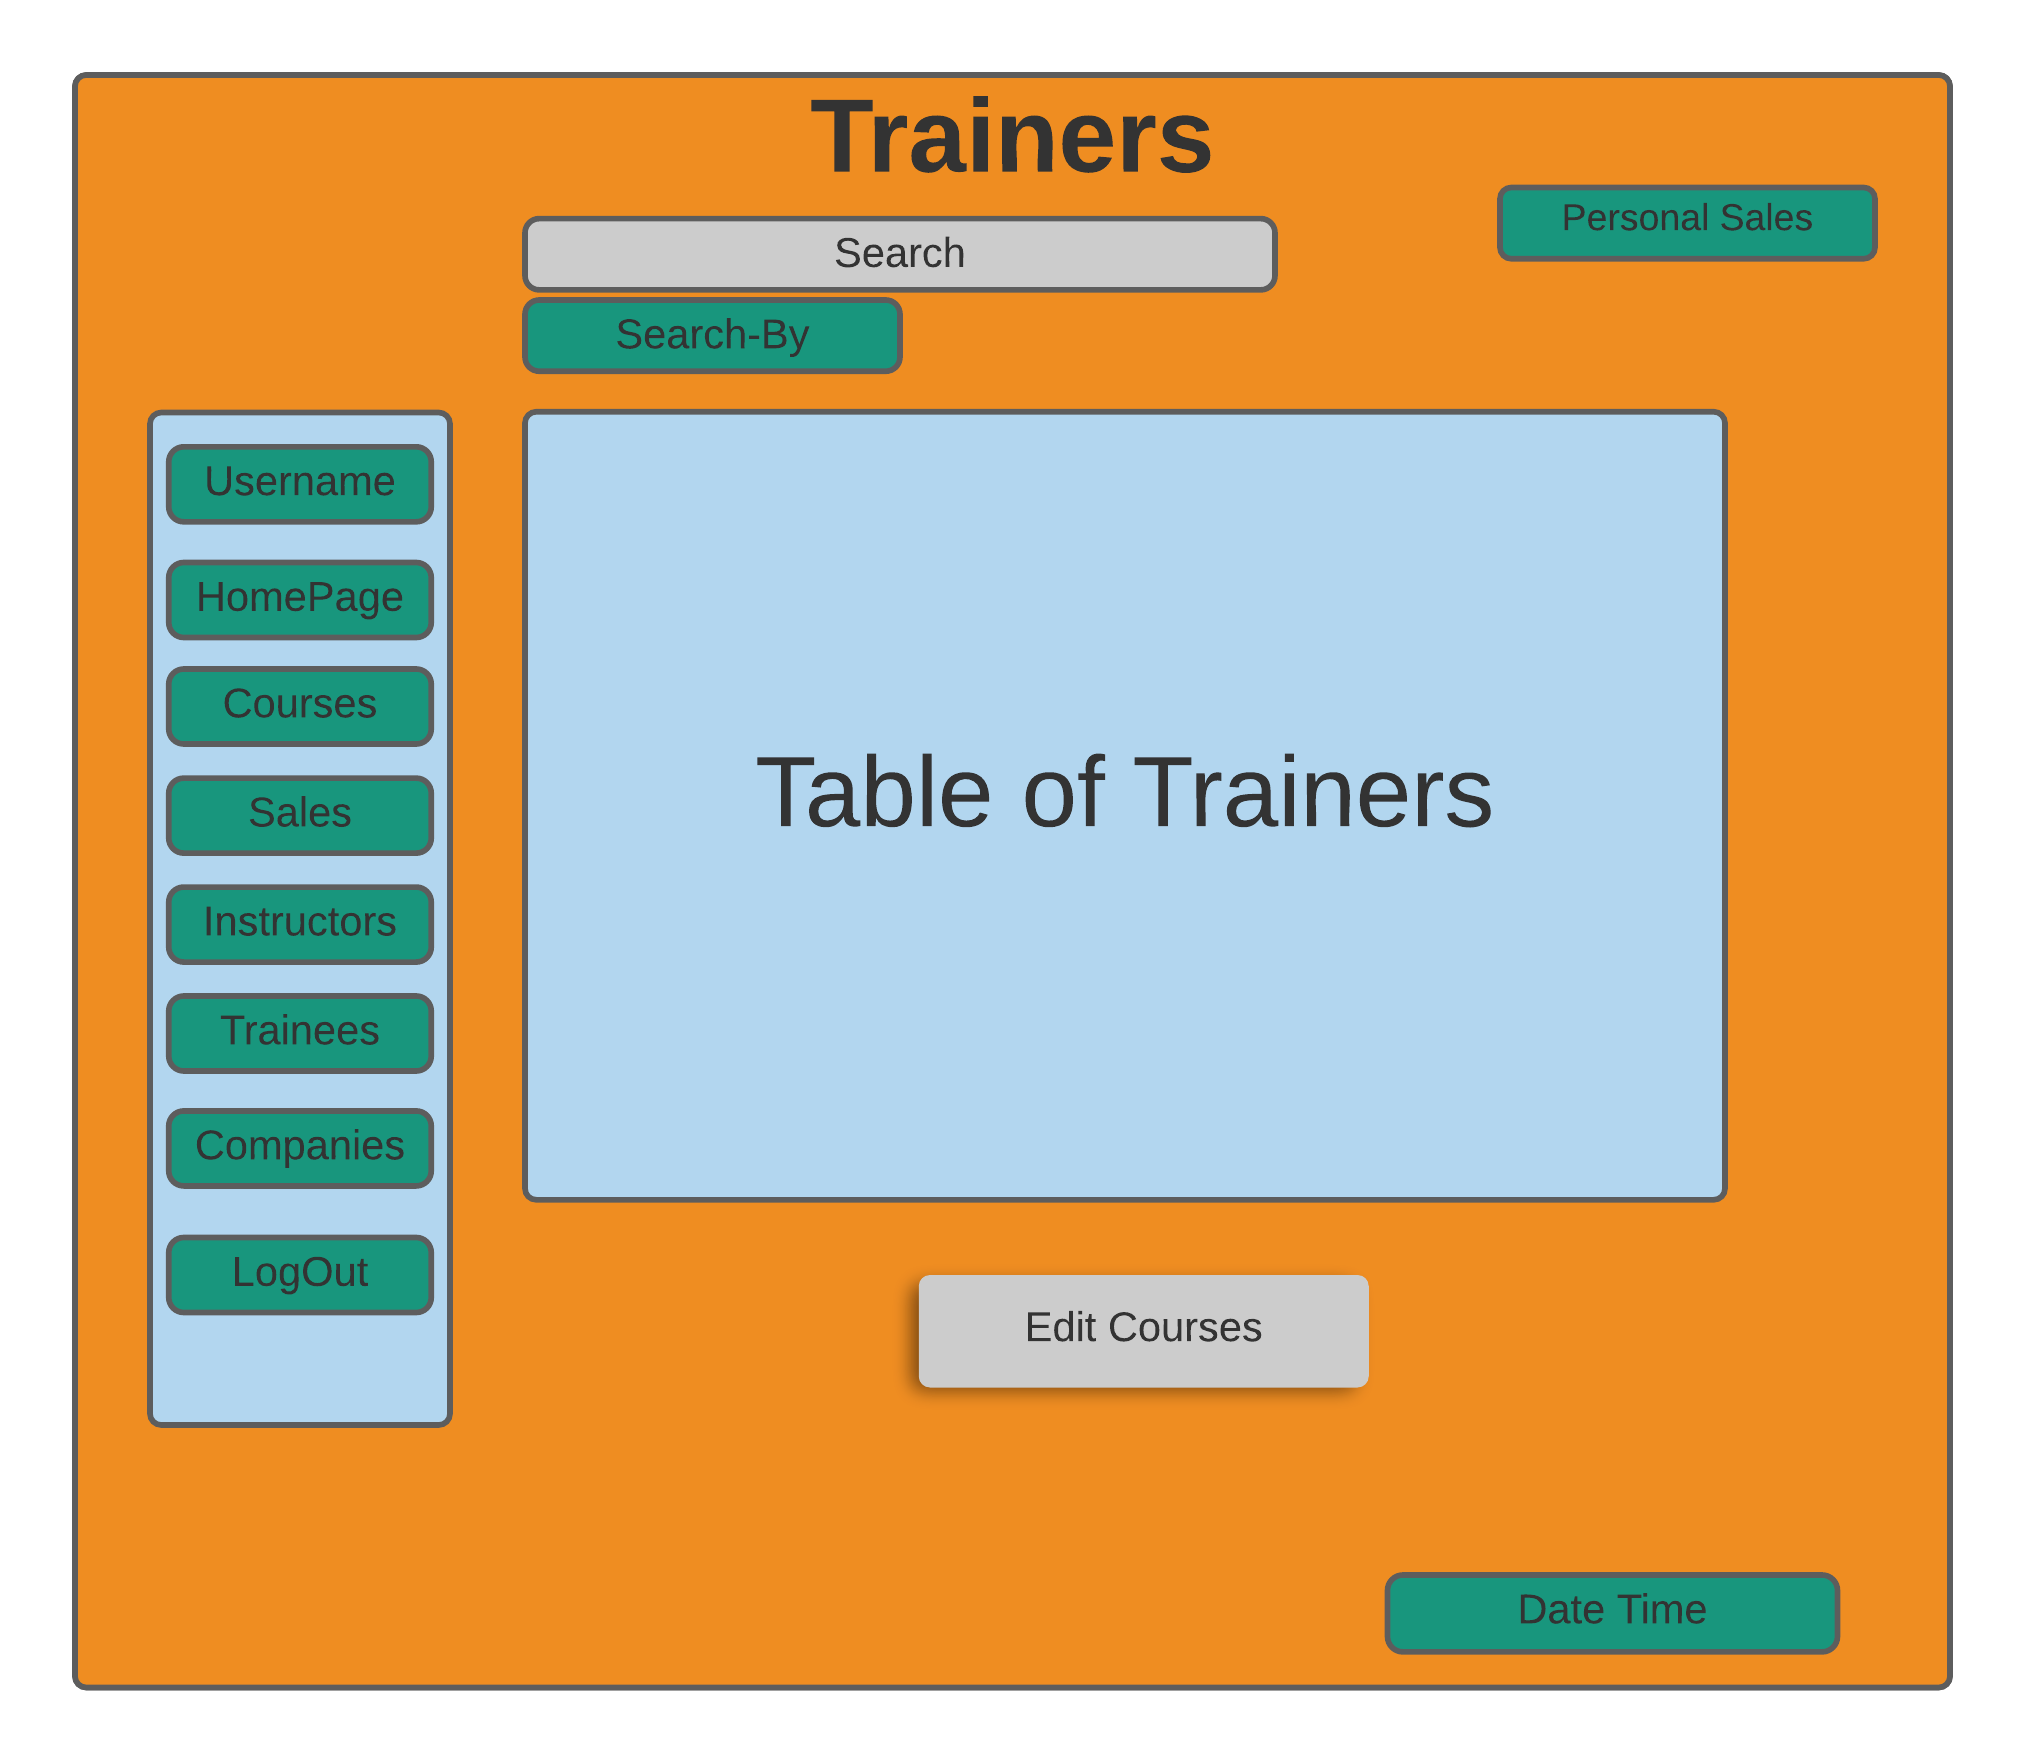 Trainers
Personal Sales
Search
Search-By
Username
HomePage
Courses
Sales
Instructors
Trainees
Companies
LogOut
Table of Trainers
Edit Courses
Date Time